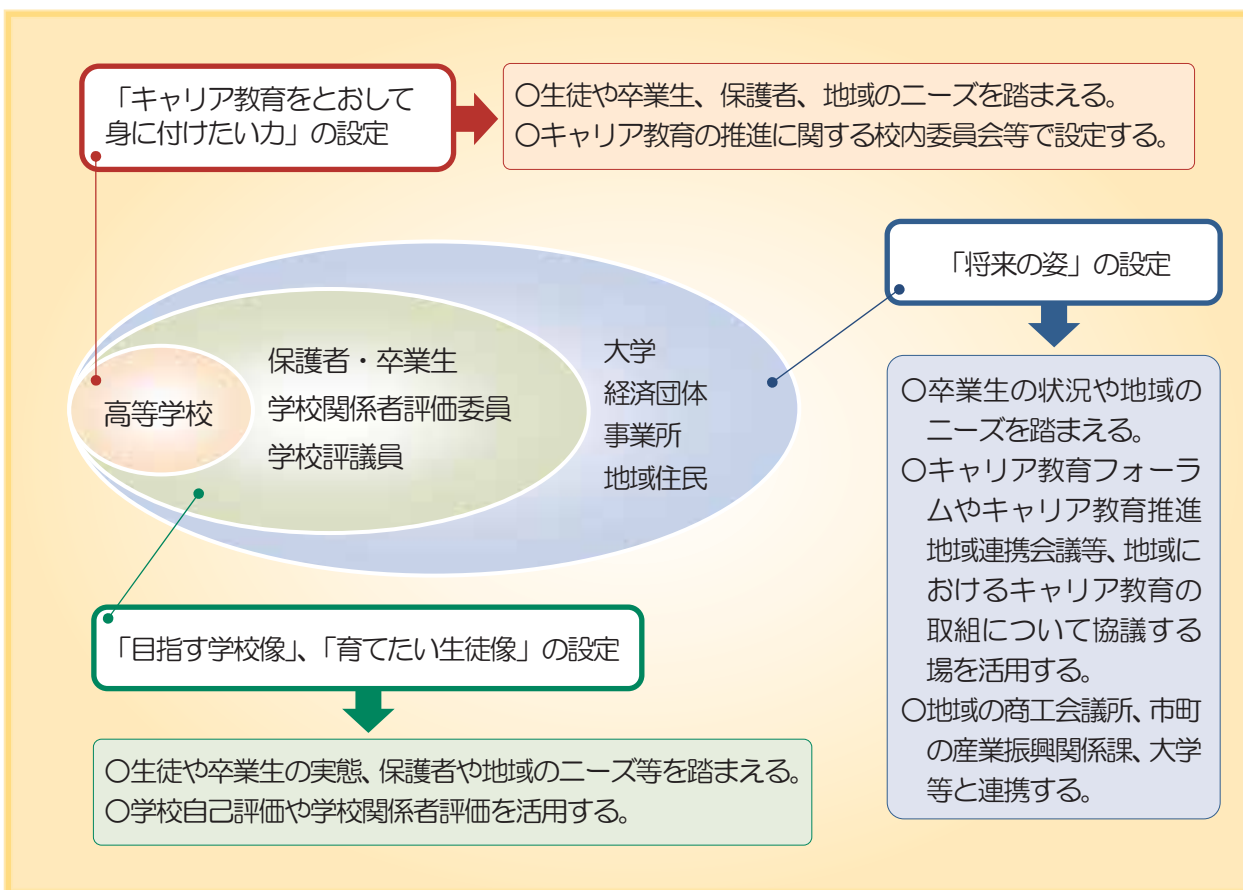 「キャリア教育をとおして
身に付けたい力」の設定
〇生徒や卒業生、保護者、地域のニーズを踏まえる。
〇キャリア教育の推進に関する校内委員会等で設定する。
「将来の姿」の設定
高等学校
保護者・卒業生
学校関係者評価委員
学校評議員
大学
経済団体
事業所
地域住民
〇卒業生の状況や地域の
ニーズを踏まえる。
〇キャリア教育フォーラ
ムやキャリア教育推進
地域連携会議等、地域に
おけるキャリア教育の
取組について協議する
場を活用する。
〇地域の商工会議所、市町
の産業振興関係課、大学
等と連携する。
「目指す学校像」、「育てたい生徒像」の設定
〇生徒や卒業生の実態、保護者や地域のニーズ等を踏まえる。
〇学校自己評価や学校関係者評価を活用する。